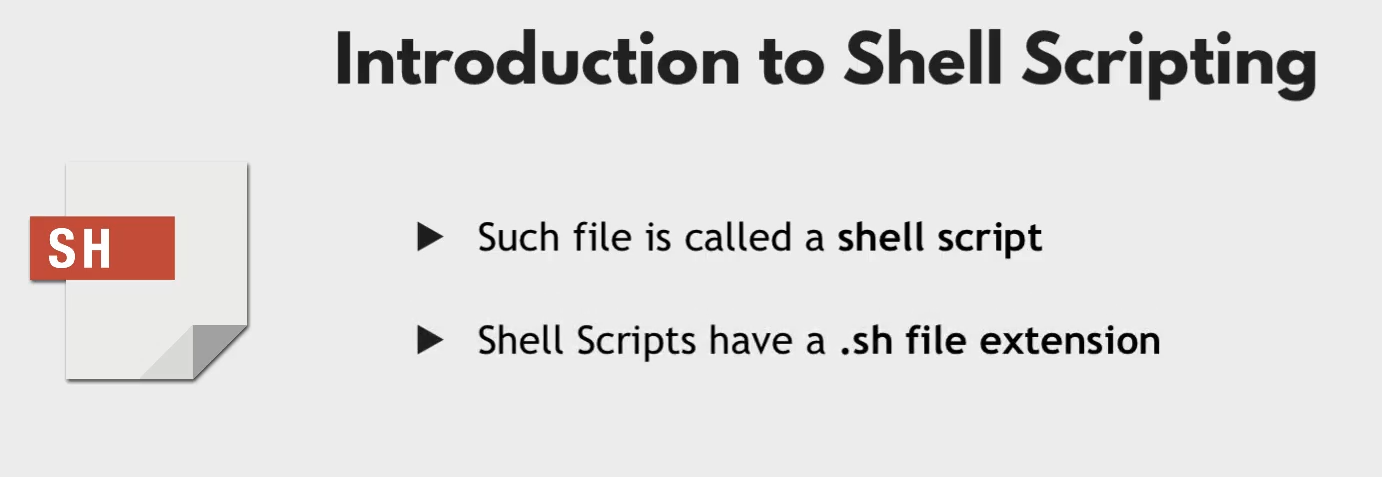 Introduction to Shell Scripting
SH
Such file is called a shell script
Shell Scripts have a .sh file extension